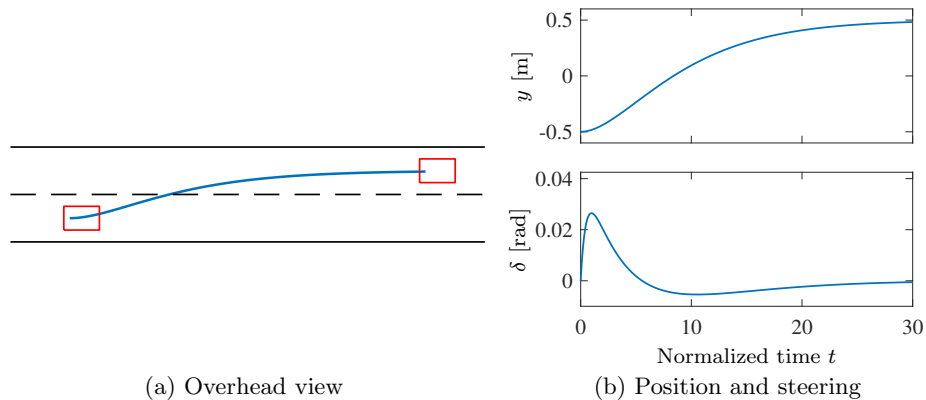 0.5
0
-0.5
y [m]
0.04
0.02
0
δ [rad]
0 10 20 30
Normalized time t
(a) Overhead view
(b) Position and steering